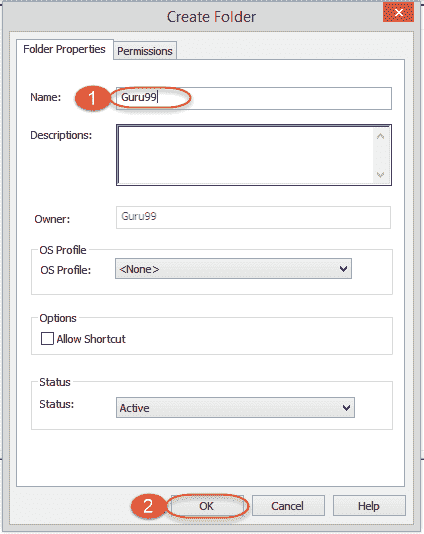 Create Folder
Folder Properties Permissions
Name: 1 Guru99
Descriptions:
Owner: Guru99
OS Profile
OS Profile: <None>
Options
Allow Shortcut
Status
Status: Active
2 OK Cancel Help